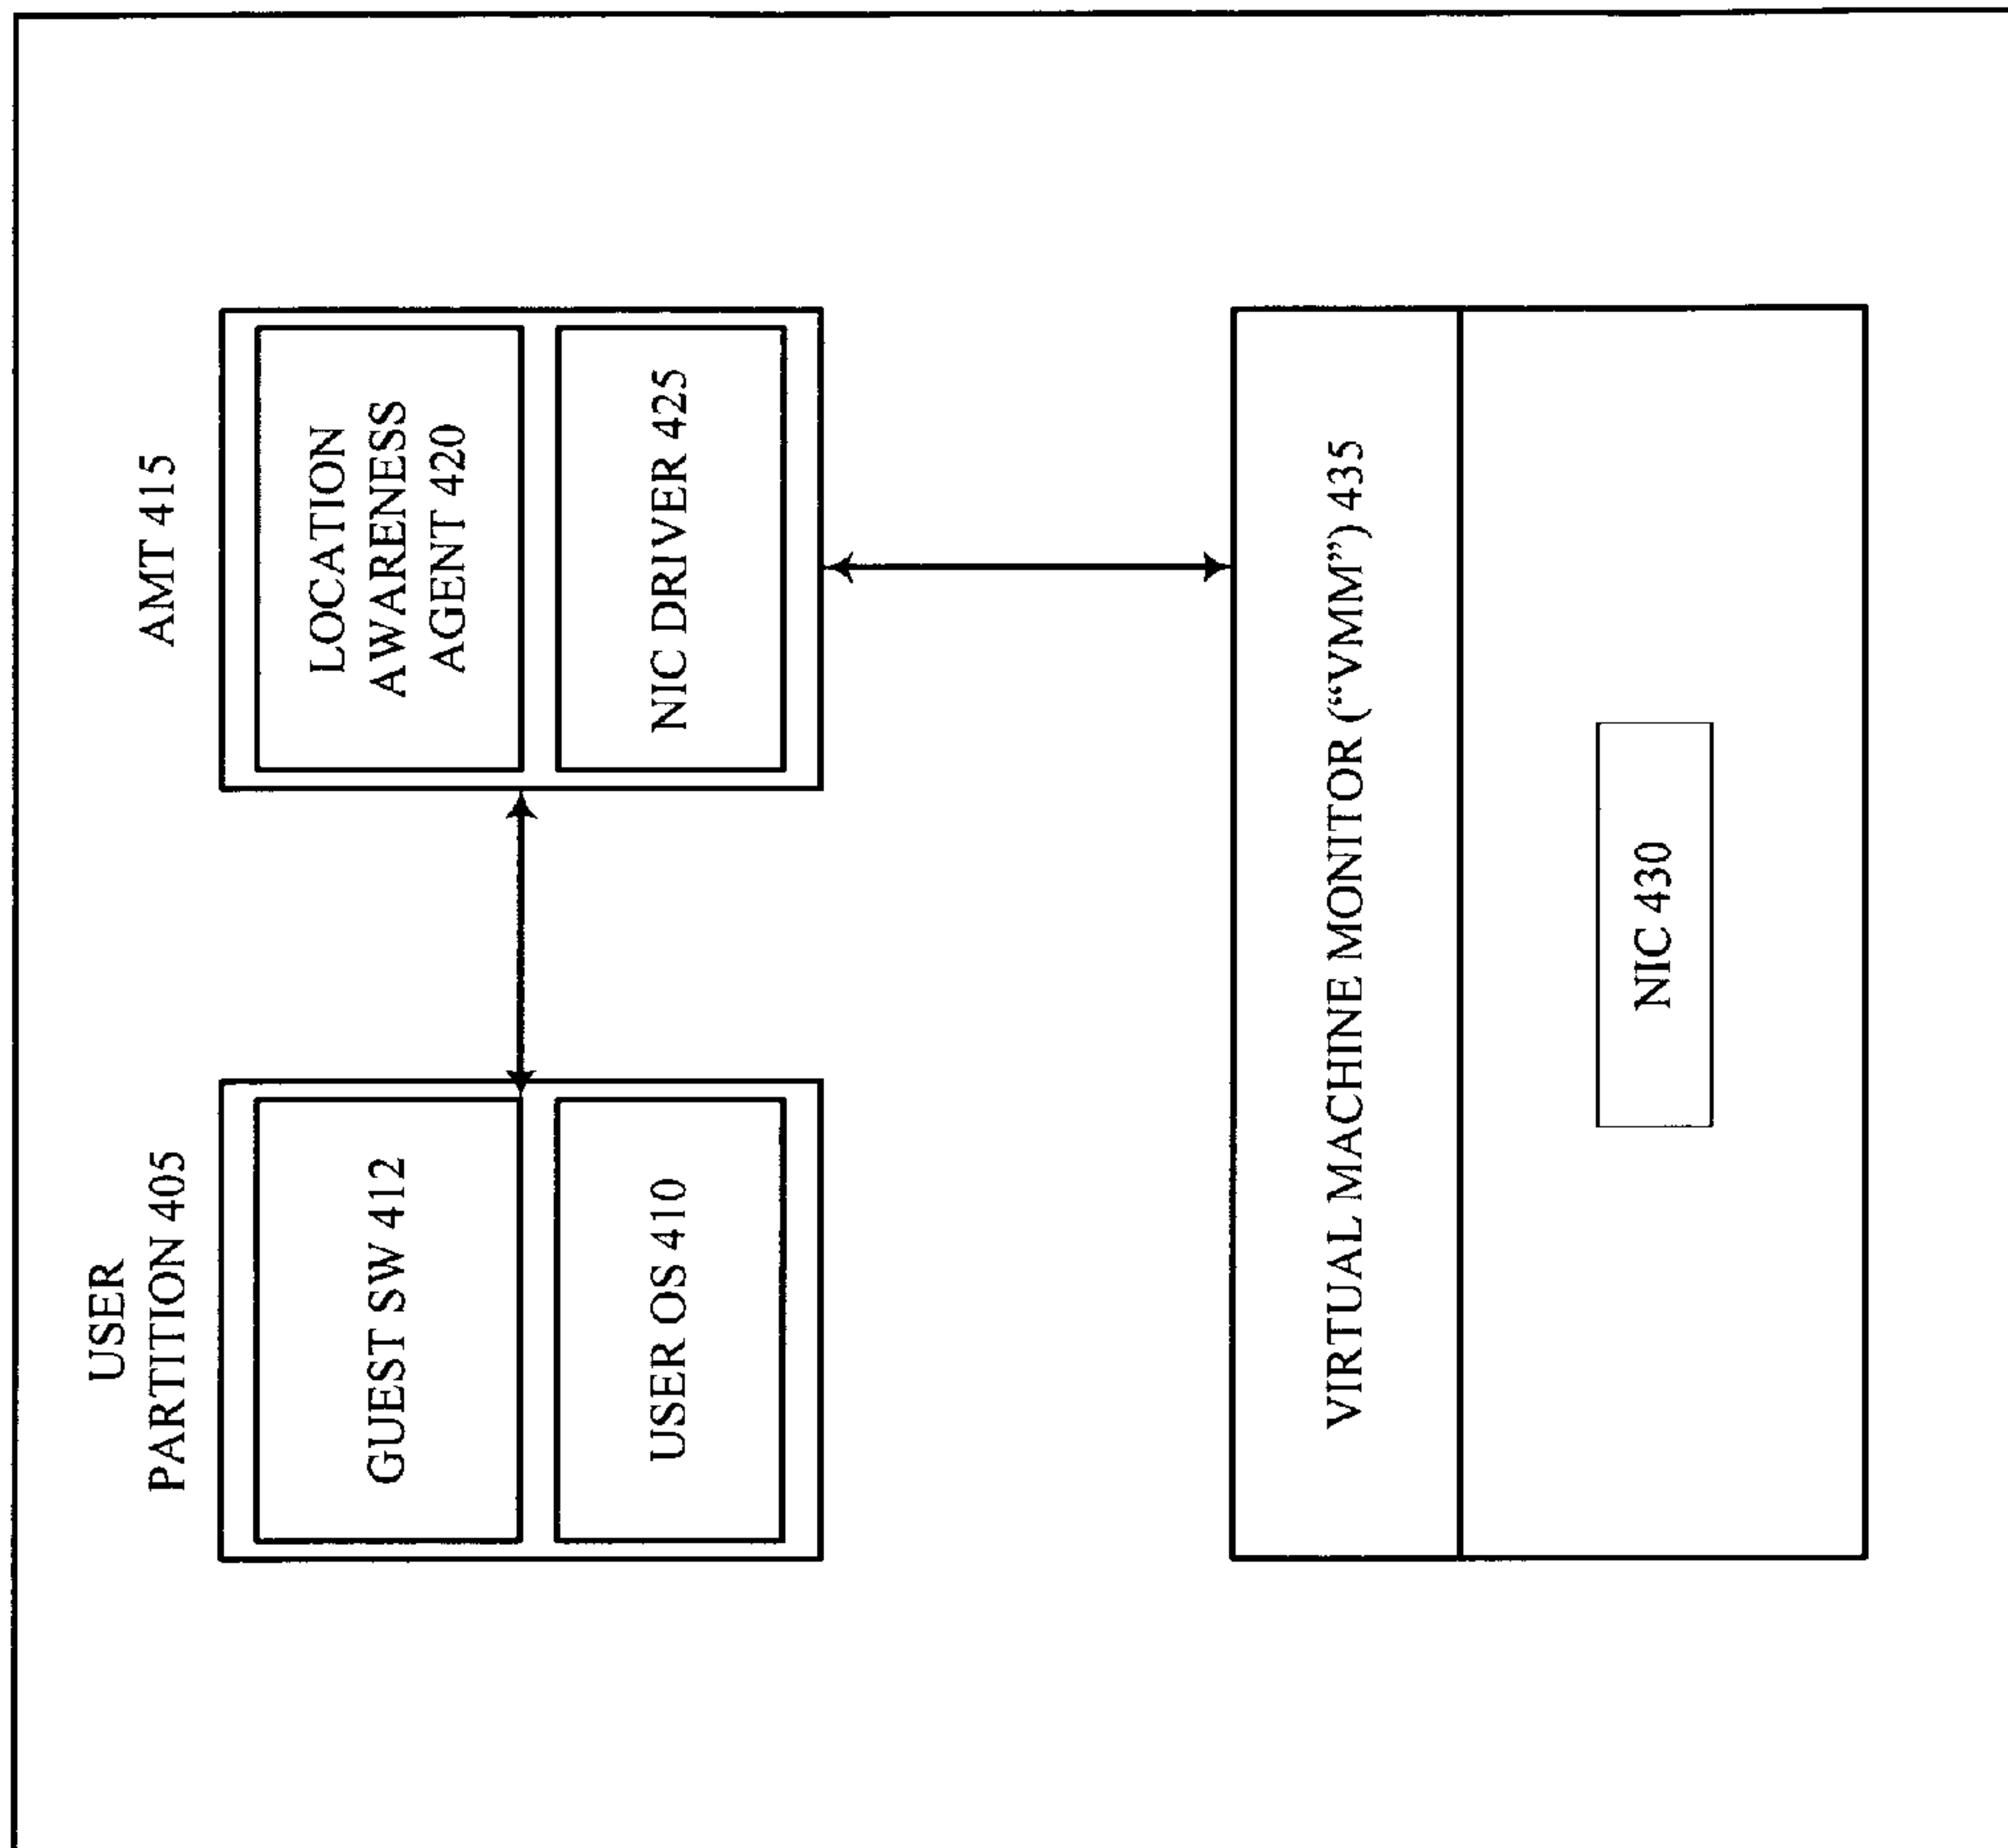 USER
PARTITION 405
GUEST SW 412
USER OS 410
AMT 415
LOCATION
AWARENESS
AGENT 420
NIC DRIVER 425
VIRTUAL MACHINE MONITOR (“VMM”) 435
NIC 430